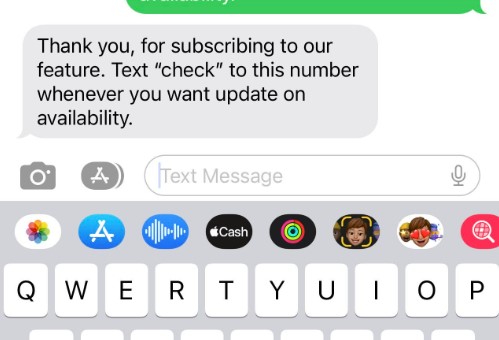 availability.
Thank you, for subscribing to our
feature. Text “check” to this number
whenever you want update on
availability.
Text Message
Cash
Q W E R T Y U I O P